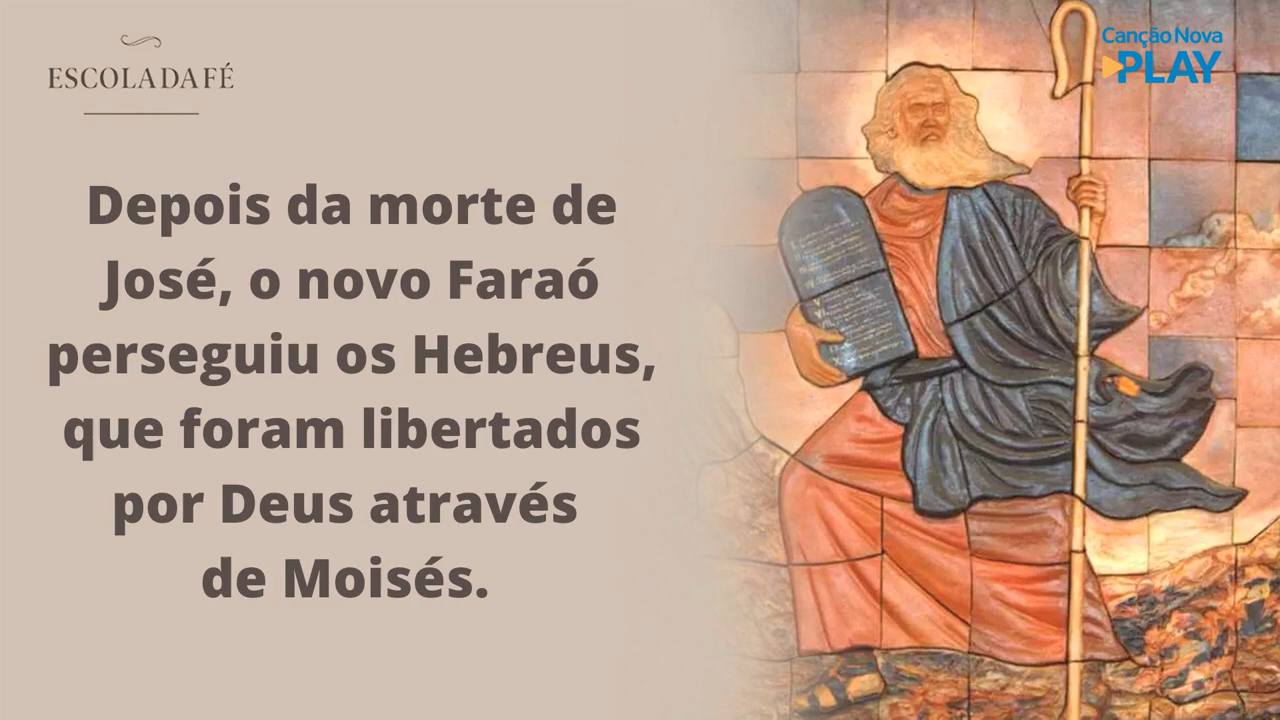 ESCOLADAFÉ
Canção Nova
PLAY
Depois da morte de
José, o novo Faraó
perseguiu os Hebreus,
que foram libertados
por Deus através
de Moisés.